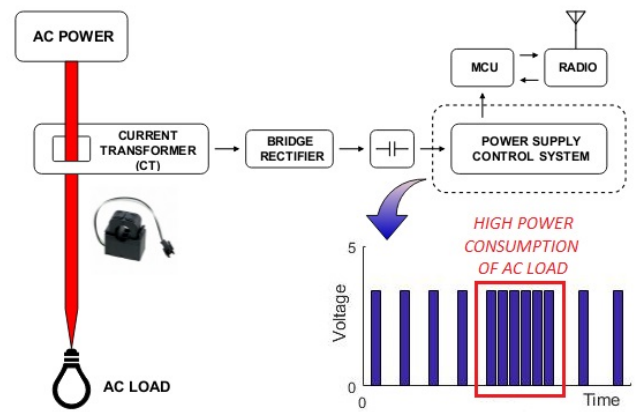 AC POWER
MCU
RADIO
CURRENT
TRANSFORMER
(CT)
BRIDGE
RECTIFIER
POWER SUPPLY
CONTROL SYSTEM
HIGH POWER
CONSUMPTION
OF AC LOAD
5
Voltage
0
0
Time
AC LOAD